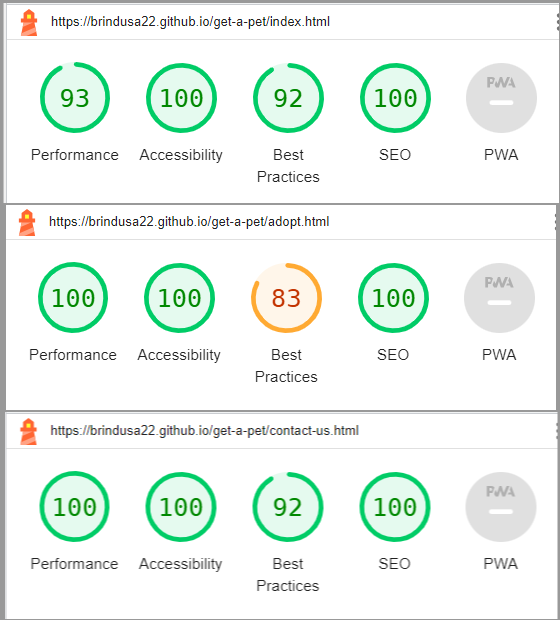 https://brindusa22.github.io/get-a-pet/index.html
93 100 92 100 PWA
Performance Accessibility Best Practices SEO PWA
https://brindusa22.github.io/get-a-pet/adopt.html
100 100 83 100 PWA
Performance Accessibility Best Practices SEO PWA
https://brindusa22.github.io/get-a-pet/contact-us.html
100 100 92 100 PWA
Performance Accessibility Best Practices SEO PWA